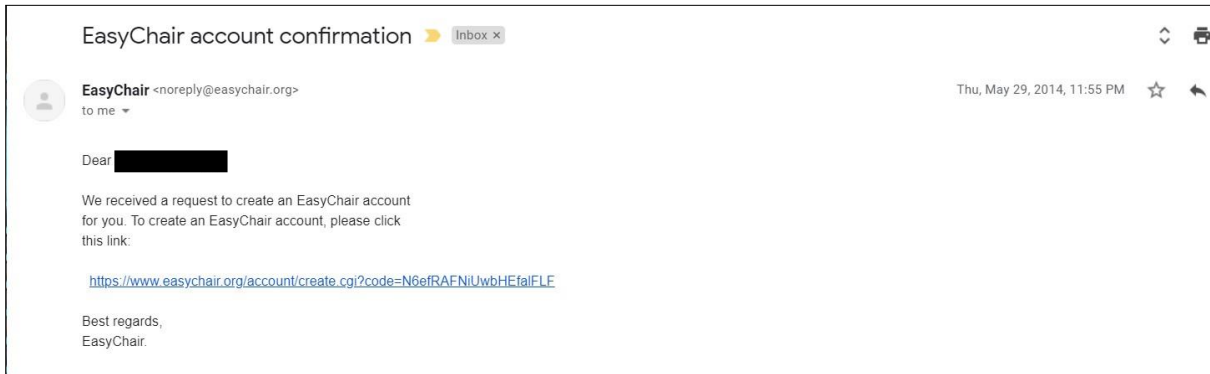 EasyChair account confirmation Inbox ×
EasyChair <noreply@easychair.org> Thu, May 29, 2014, 11:55 PM
to me
Dear
We received a request to create an EasyChair account
for you. To create an EasyChair account, please click
this link:
https://www.easychair.org/account/create.cgi?code=N6efRAFNiUwbHEfalFLF
Best regards,
EasyChair.